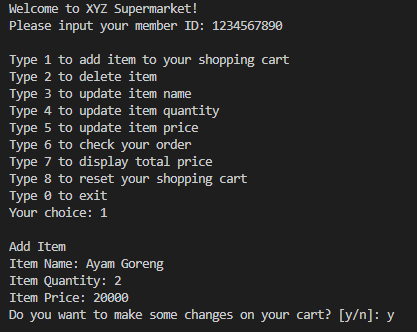 Welcome to XYZ Supermarket!
Please input your member ID: 1234567890
Type 1 to add item to your shopping cart
Type 2 to delete item
Type 3 to update item name
Type 4 to update item quantity
Type 5 to update item price
Type 6 to check your order
Type 7 to display total price
Type 8 to reset your shopping cart
Type 0 to exit
Your choice: 1
Add Item
Item Name: Ayam Goreng
Item Quantity: 2
Item Price: 20000
Do you want to make some changes on your cart? [y/n]: y